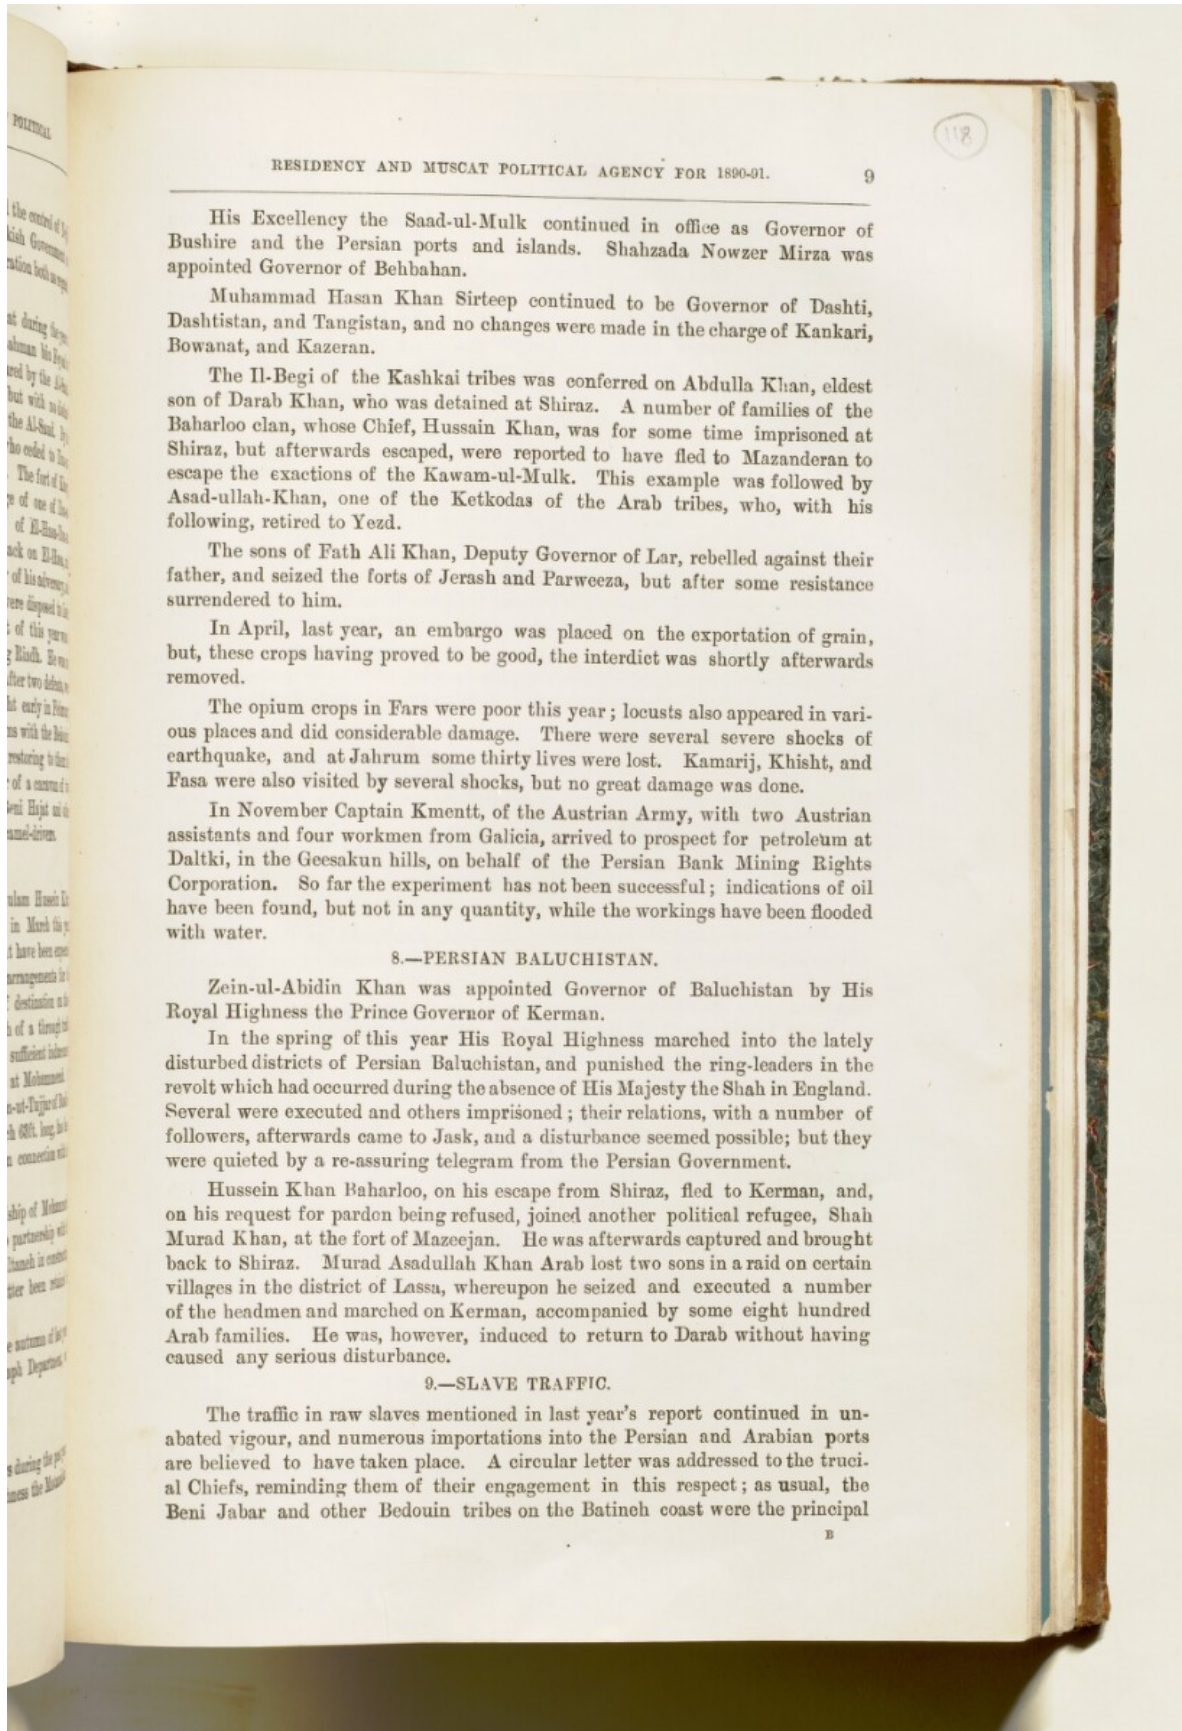 118
RESIDENCY AND MUSCAT POLITICAL AGENCY FOR 1890-91.
9
His Excellency the Saad-ul-Mulk continued in office as Governor of
Bushire and the Persian ports and islands. Shahzada Nowzer Mirza was
appointed Governor of Behbahan.
Muhammad Hasan Khan Sirteep continued to be Governor of Dashti,
Dashtistan, and Tangistan, and no changes were made in the charge of Kankari,
Bowanat, and Kazeran.
The Il-Begi of the Kashkai tribes was conferred on Abdulla Khan, eldest
son of Darab Khan, who was detained at Shiraz. A number of families of the
Baharloo clan, whose Chief, Hussain Khan, was for some time imprisoned at
Shiraz, but afterwards escaped, were reported to have fled to Mazanderan to
escape the exactions of the Kawam-ul-Mulk. This example was followed by
Asad-ullah-Khan, one of the Ketkodas of the Arab tribes, who, with his
following, retired to Yezd.
The sons of Fath Ali Khan, Deputy Governor of Lar, rebelled against their
father, and seized the forts of Jerash and Parweeza, but after some resistance
surrendered to him.
In April, last year, an embargo was placed on the exportation of grain,
but, these crops having proved to be good, the interdict was shortly afterwards
removed.
The opium crops in Fars were poor this year; locusts also appeared in vari-
ous places and did considerable damage. There were several severe shocks of
earthquake, and at Jahrum some thirty lives were lost. Kamarij, Khisht, and
Fasa were also visited by several shocks, but no great damage was done.
In November Captain Kmentt, of the Austrian Army, with two Austrian
assistants and four workmen from Galicia, arrived to prospect for petroleum at
Daltki, in the Geesakun hills, on behalf of the Persian Bank Mining Rights
Corporation. So far the experiment has not been successful; indications of oil
have been found, but not in any quantity, while the workings have been flooded
with water.
8.—PERSIAN BALUCHISTAN.
Zein-ul-Abidin Khan was appointed Governor of Baluchistan by His
Royal Highness the Prince Governor of Kerman.
In the spring of this year His Royal Highness marched into the lately
disturbed districts of Persian Baluchistan, and punished the ring-leaders in the
revolt which had occurred during the absence of His Majesty the Shah in England.
Several were executed and others imprisoned; their relations, with a number of
followers, afterwards came to Jask, and a disturbance seemed possible; but they
were quieted by a re-assuring telegram from the Persian Government.
Hussein Khan Baharloo, on his escape from Shiraz, fled to Kerman, and,
on his request for pardon being refused, joined another political refugee, Shah
Murad Khan, at the fort of Mazeejan. He was afterwards captured and brought
back to Shiraz. Murad Asadullah Khan Arab lost two sons in a raid on certain
villages in the district of Lassa, whereupon he seized and executed a number
of the headmen and marched on Kerman, accompanied by some eight hundred
Arab families. He was, however, induced to return to Darab without having
caused any serious disturbance.
9.—SLAVE TRAFFIC.
The traffic in raw slaves mentioned in last year's report continued in un-
abated vigour, and numerous importations into the Persian and Arabian ports
are believed to have taken place. A circular letter was addressed to the truci-
al Chiefs, reminding them of their engagement in this respect; as usual, the
Beni Jabar and other Bedouin tribes on the Batineh coast were the principal
B